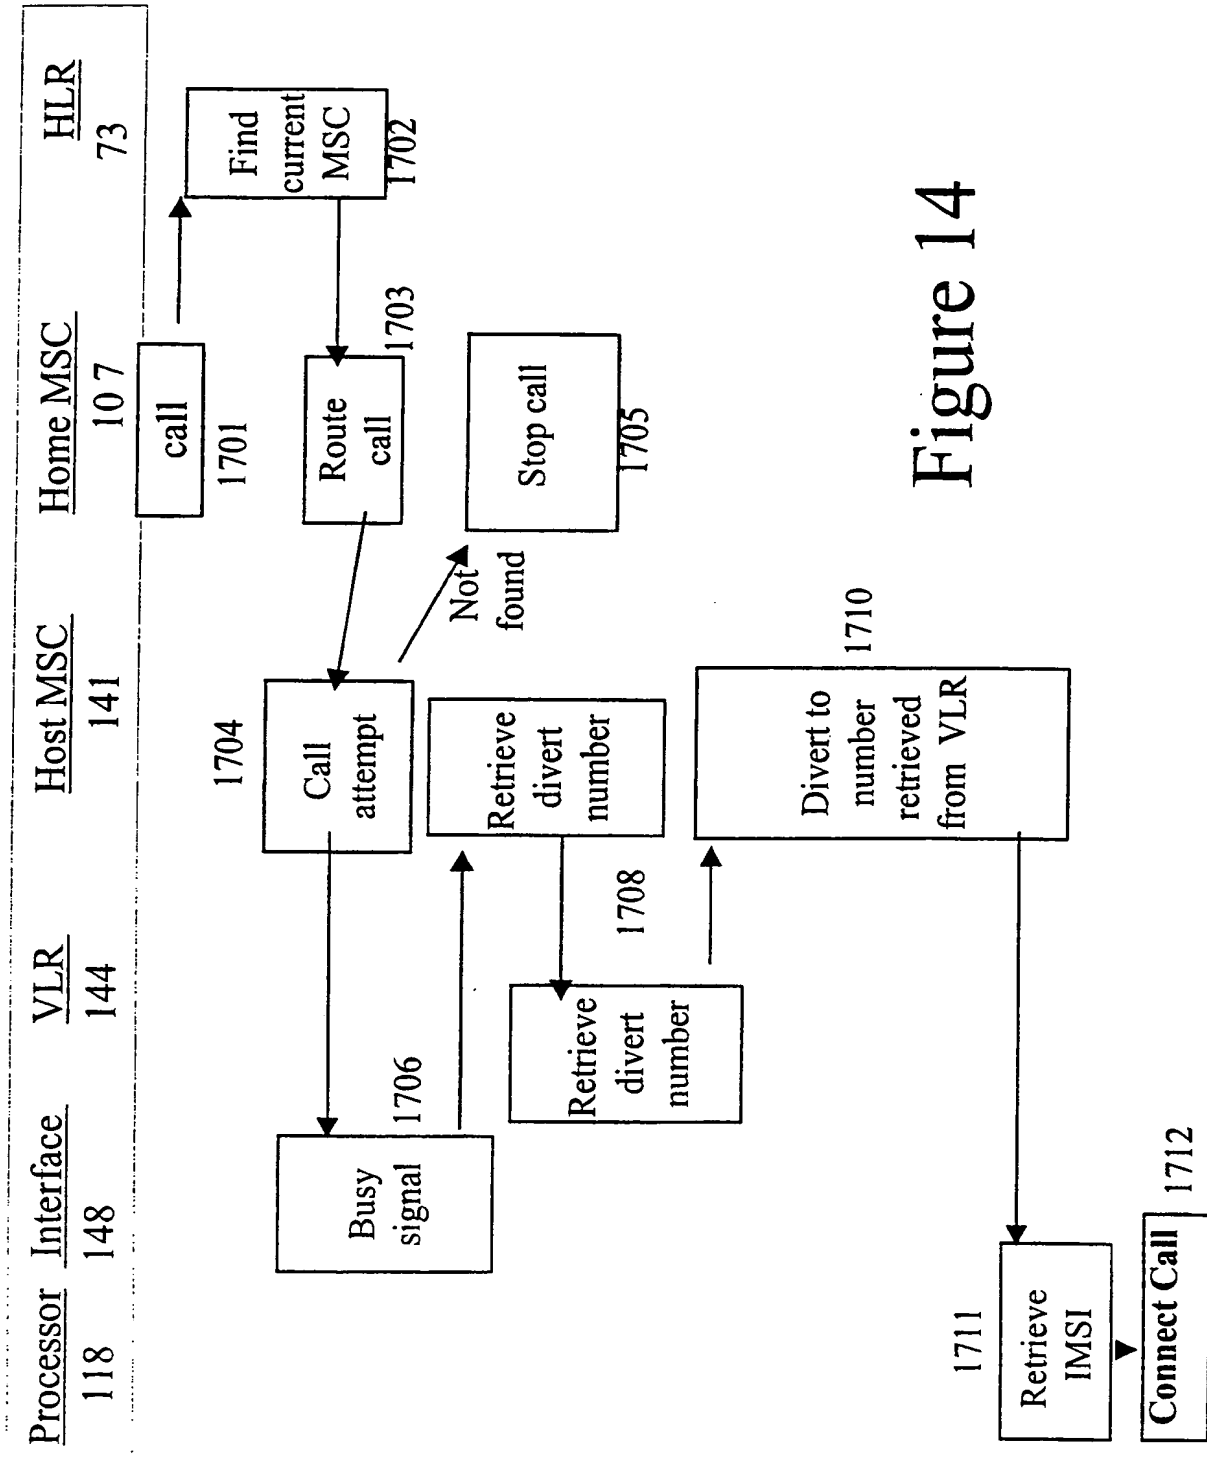 Processor Interface VLR Host MSC Home MSC HLR
118 148 144 141 10 7 73
call
1701
Find
current
MSC
1702
Route
call
1703
1704
Call
attempt
Not
found
Stop call
1705
Busy
signal
1706
Retrieve
divert
number
Retrieve
divert
number
1708
Divert to
number
retrieved
from VLR
1710
1711
Retrieve
IMSI
Connect Call
1712
Figure 14